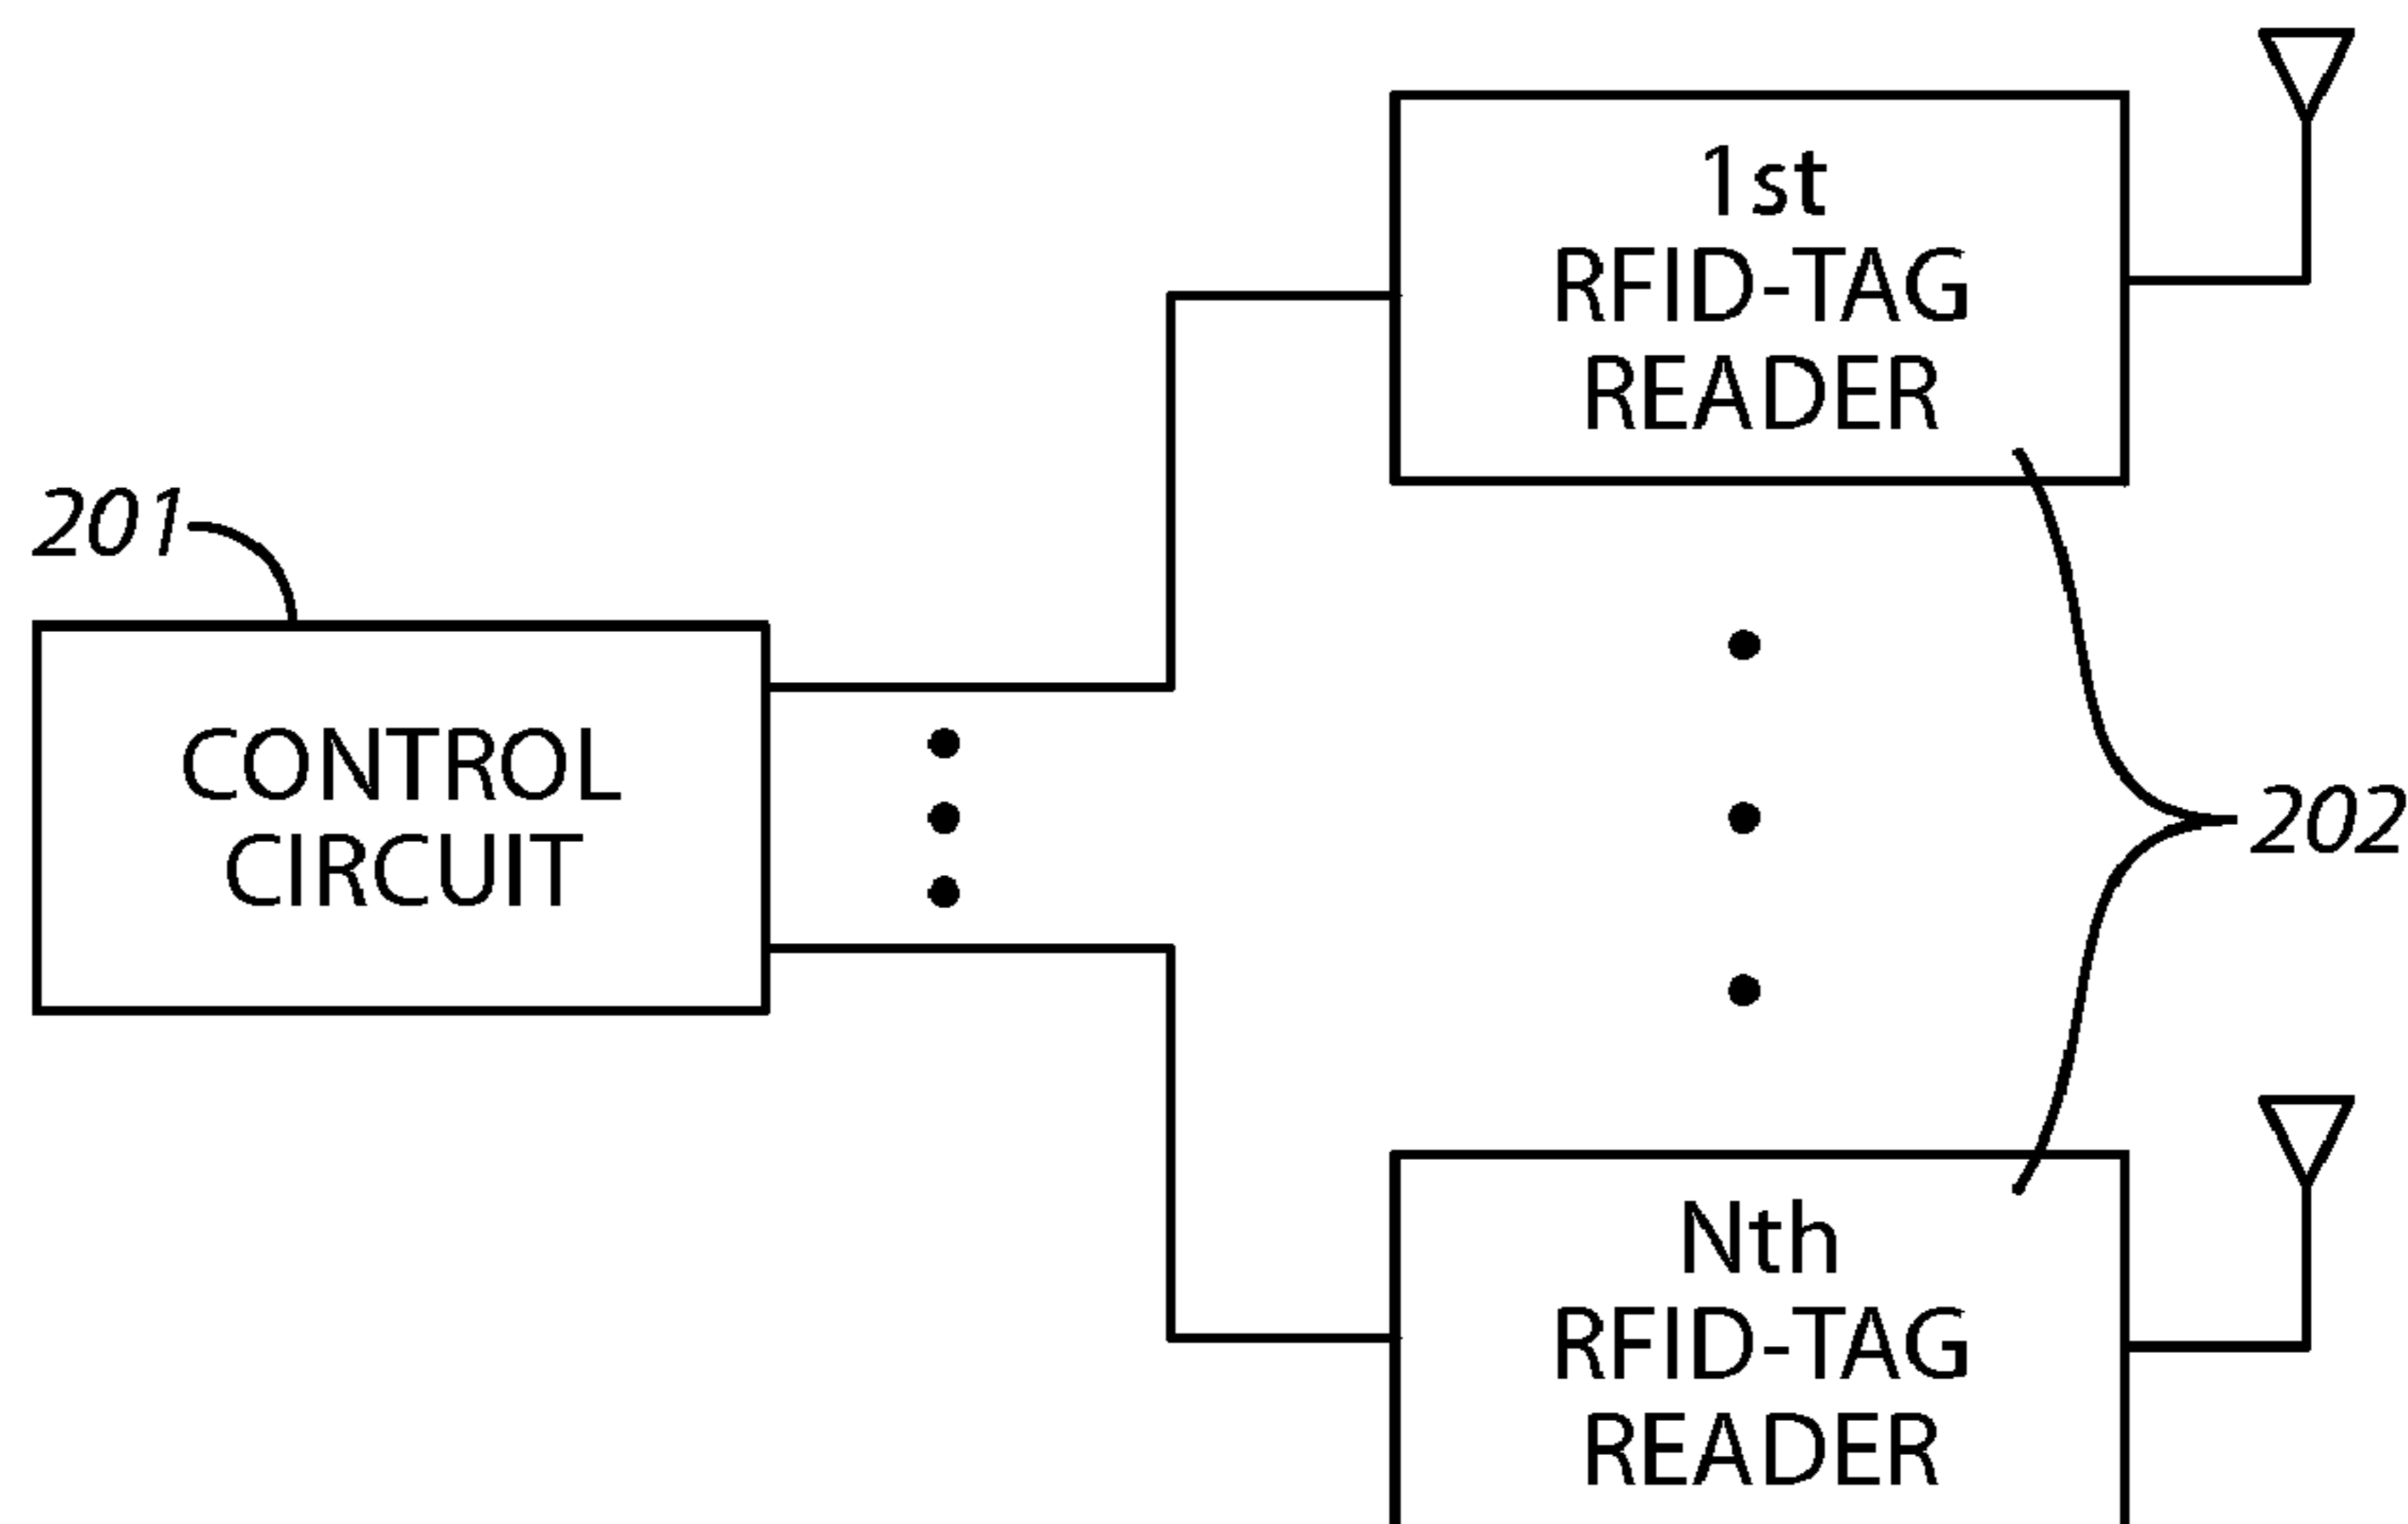 1st
RFID-TAG
READER
201
CONTROL
CIRCUIT
202
Nth
RFID-TAG
READER